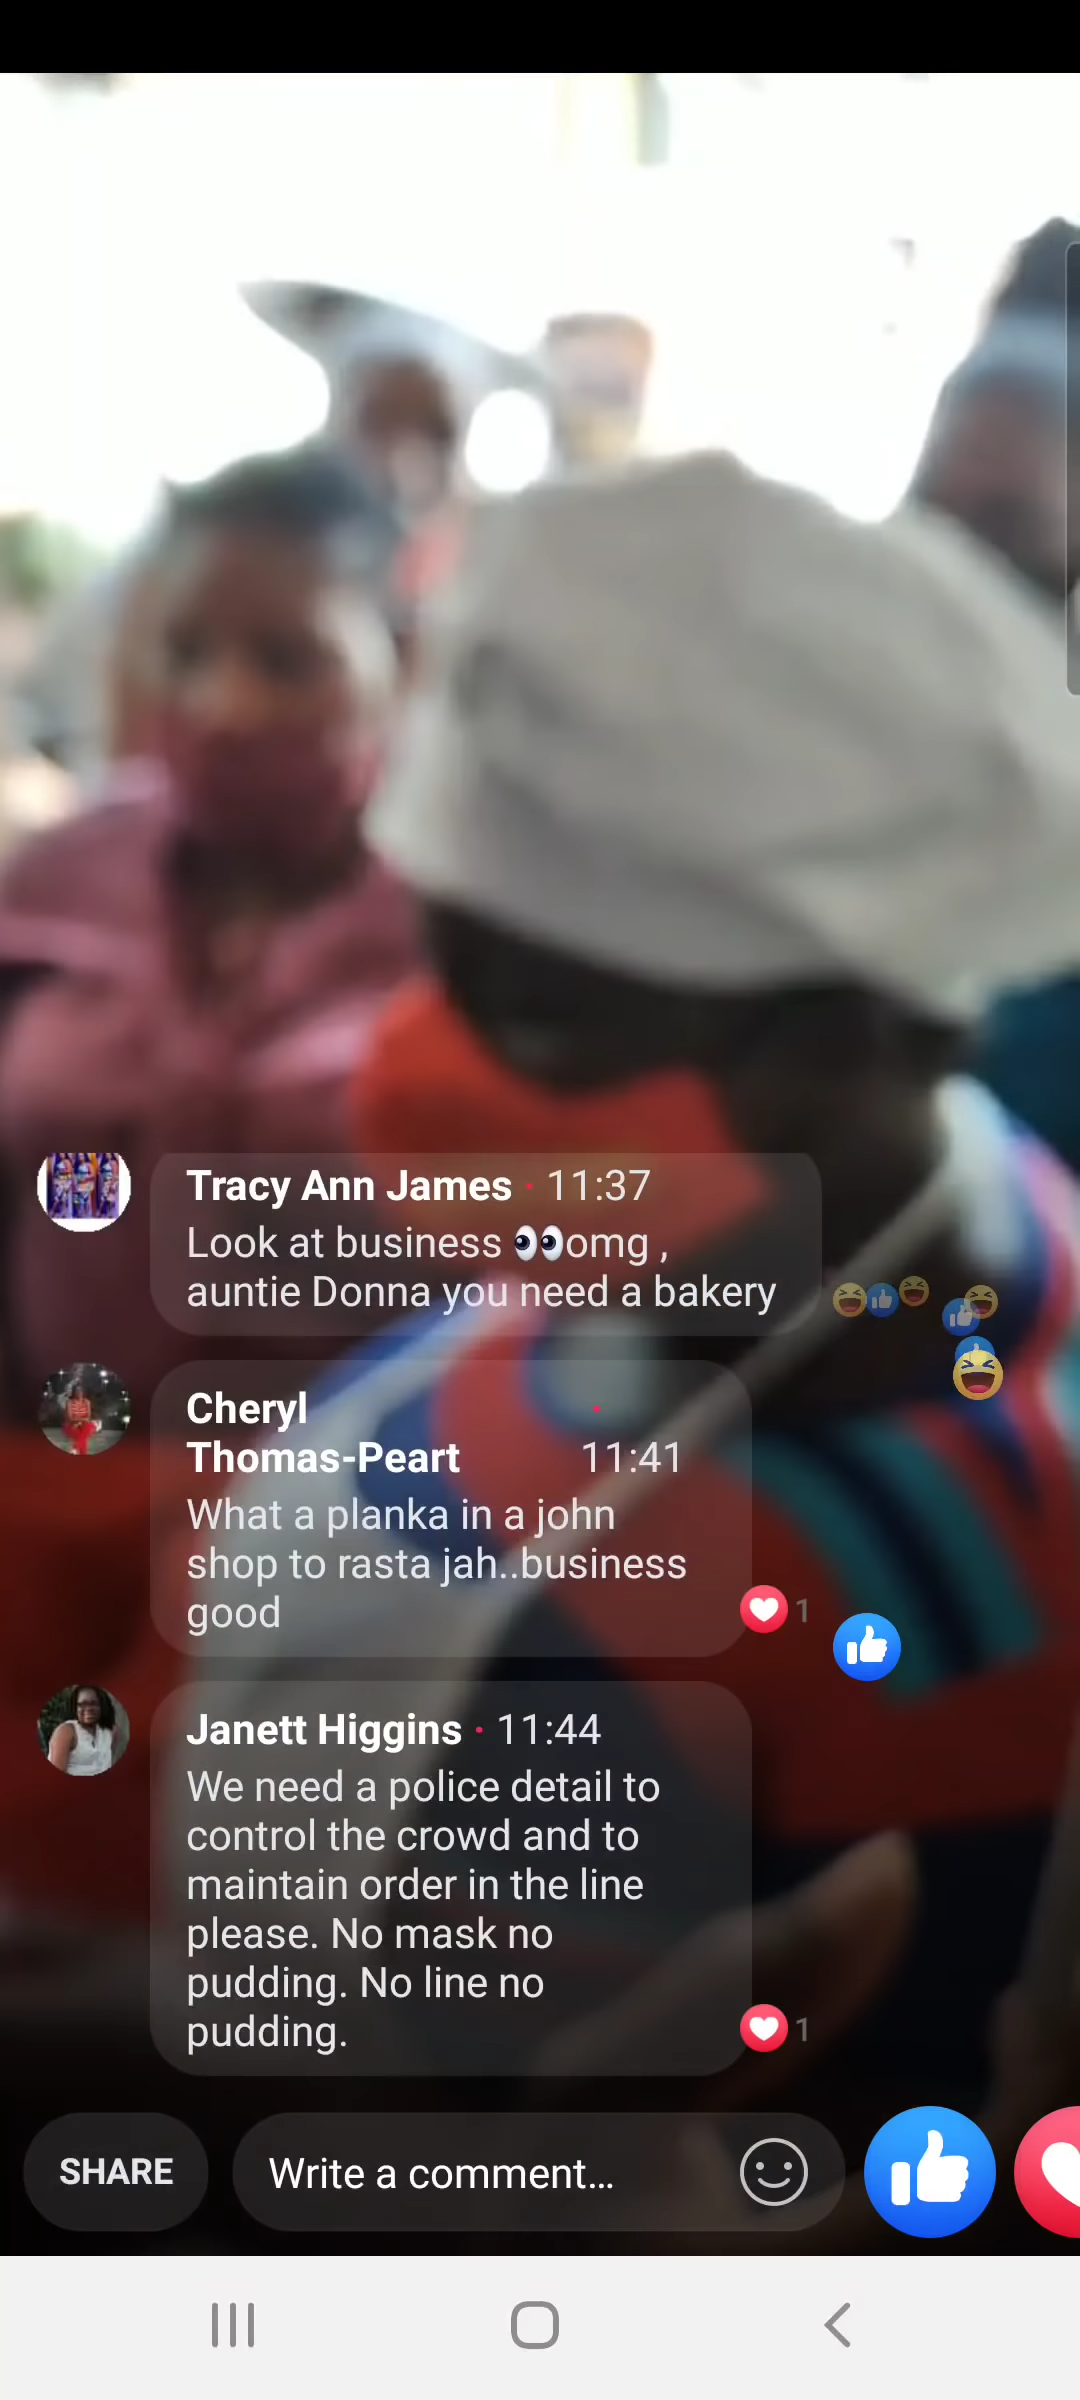 Tracy Ann James · 11:37
Look at business 👀omg ,
auntie Donna you need a bakery
Cheryl ·
Thomas-Peart 11:41
What a planka in a john
shop to rasta jah..business
good
1
Janett Higgins · 11:44
We need a police detail to
control the crowd and to
maintain order in the line
please. No mask no
pudding. No line no
pudding.
1
SHARE
Write a comment...